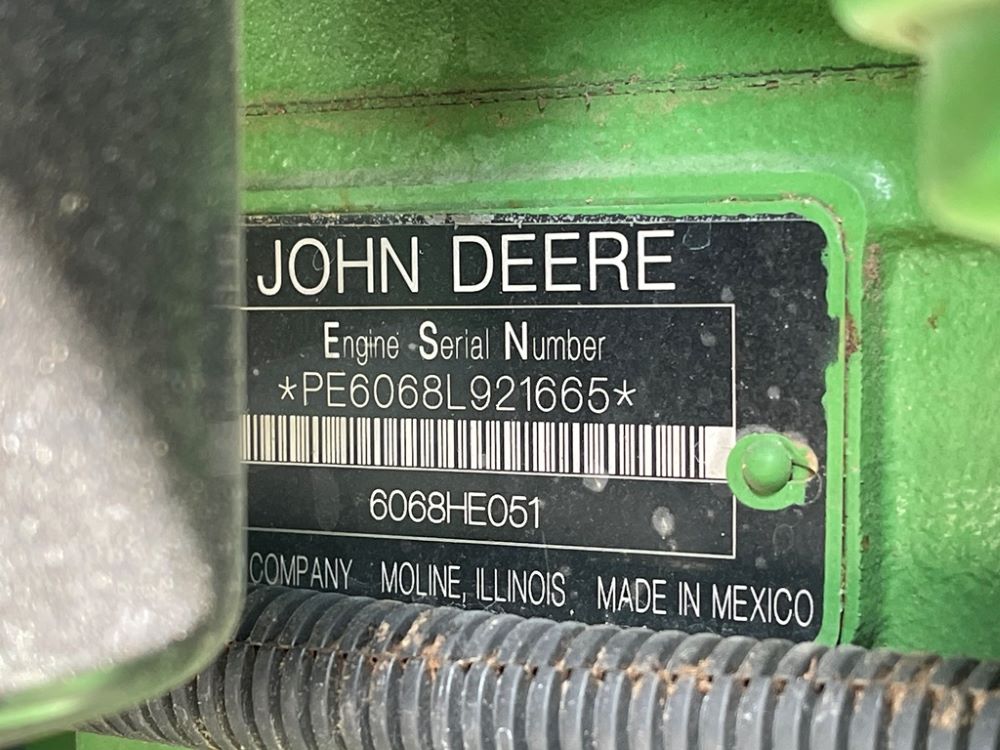 JOHN DEERE
Engine Serial Number
*PE6068L921665*
6068HE051
COMPANY MOLINE, ILLINOIS. MADE IN MEXICO